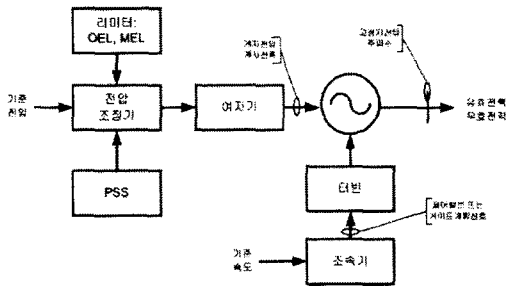 리미터:
OEL, MEL
기준
전압
전압
조정기
여자기
계자전압
계자전류
고정자전압
주파수
유효전력
무효전력
PSS
터빈
제어밸브 또는
게이트개폐신호
기준
속도
조속기